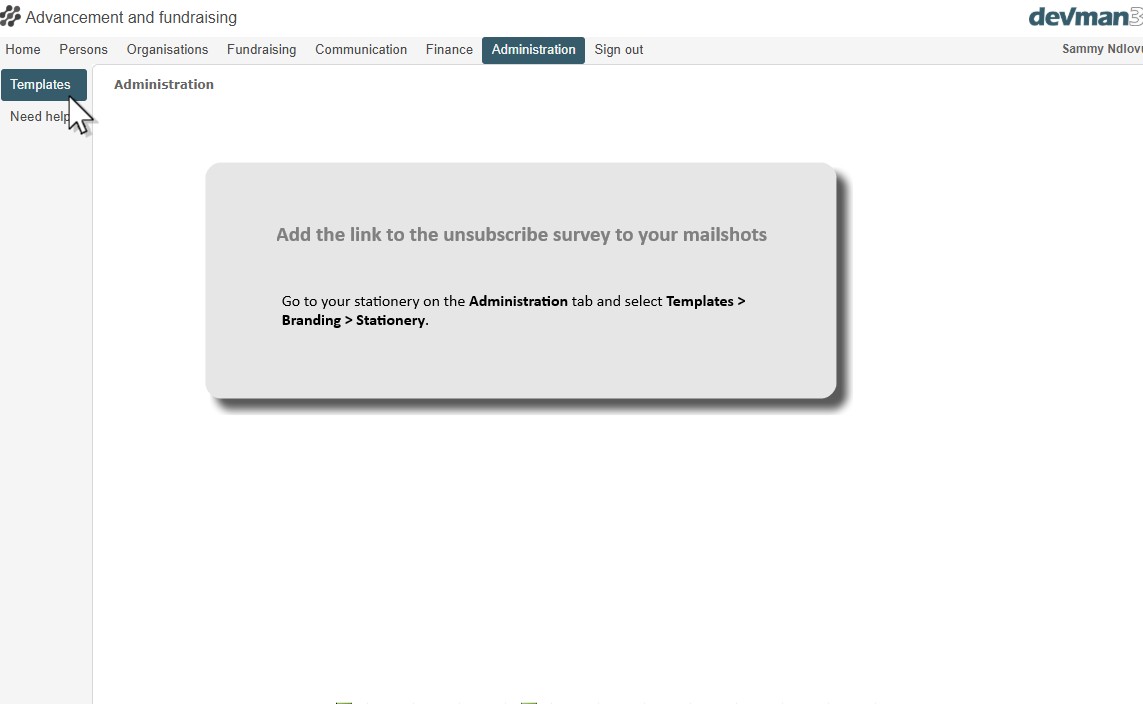 Advancement and fundraising
devman3
Home Persons Organisations Fundraising Communication Finance Administration Sign out
Sammy Ndlovu
Templates
Administration
Need help
Add the link to the unsubscribe survey to your mailshots
Go to your stationery on the Administration tab and select Templates >
Branding > Stationery.